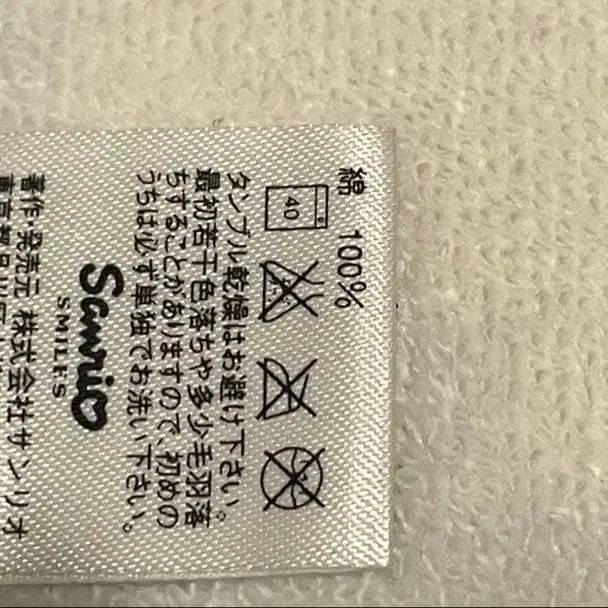 綿 100%
40
タンブル乾燥はお避け下さい。
最初若干色落ちや多少毛羽落
ちすることがありますので、初めの
うちは必ず単独でお洗い下さい。
Sanrio
SMILES
著作・発売元 株式会社サンリオ